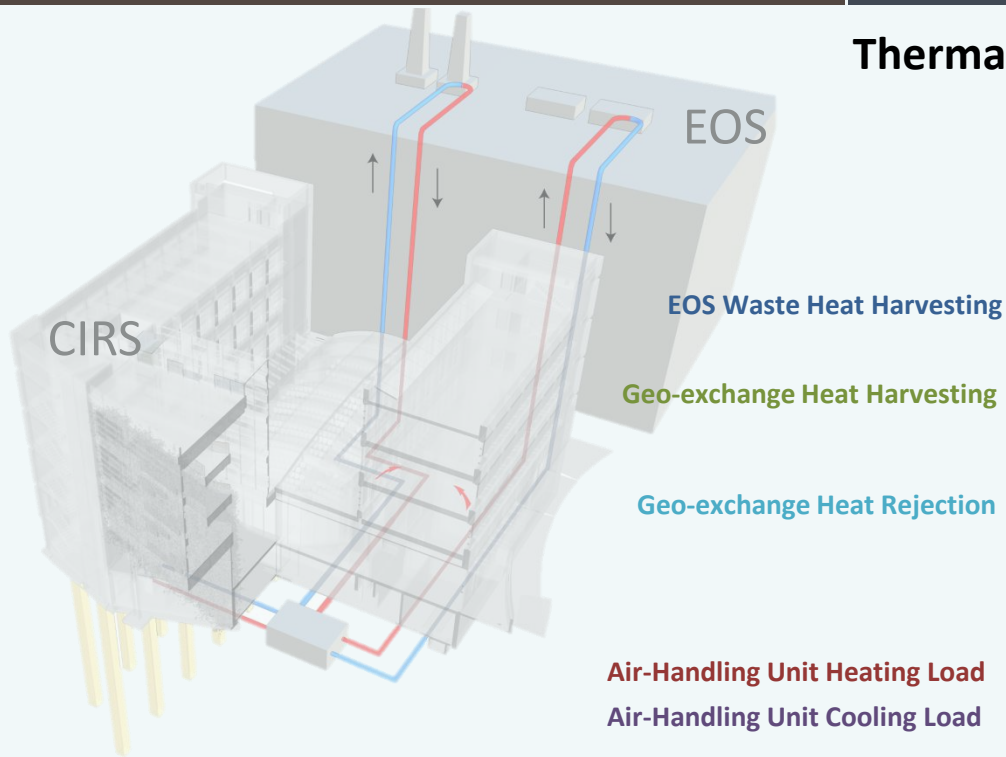 Therma
EOS
EOS Waste Heat Harvesting
CIRS
Geo-exchange Heat Harvesting
Geo-exchange Heat Rejection
Air-Handling Unit Heating Load
Air-Handling Unit Cooling Load